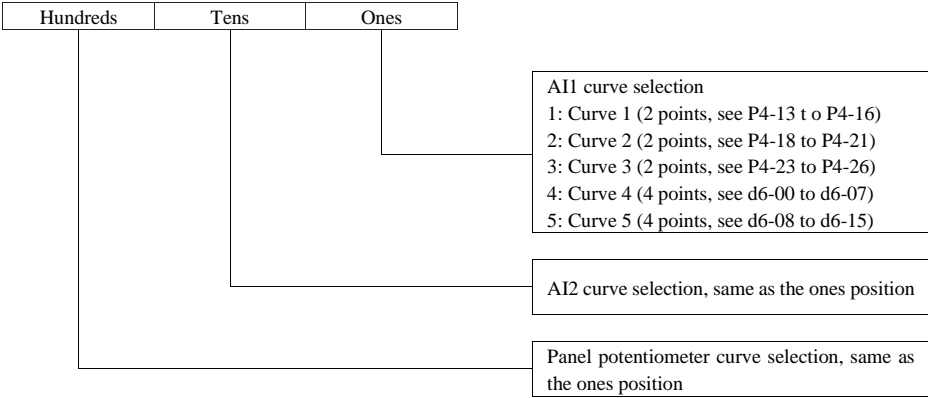 Hundreds Tens Ones
AI1 curve selection
1: Curve 1 (2 points, see P4-13 t o P4-16)
2: Curve 2 (2 points, see P4-18 to P4-21)
3: Curve 3 (2 points, see P4-23 to P4-26)
4: Curve 4 (4 points, see d6-00 to d6-07)
5: Curve 5 (4 points, see d6-08 to d6-15)
AI2 curve selection, same as the ones position
Panel potentiometer curve selection, same as
the ones position